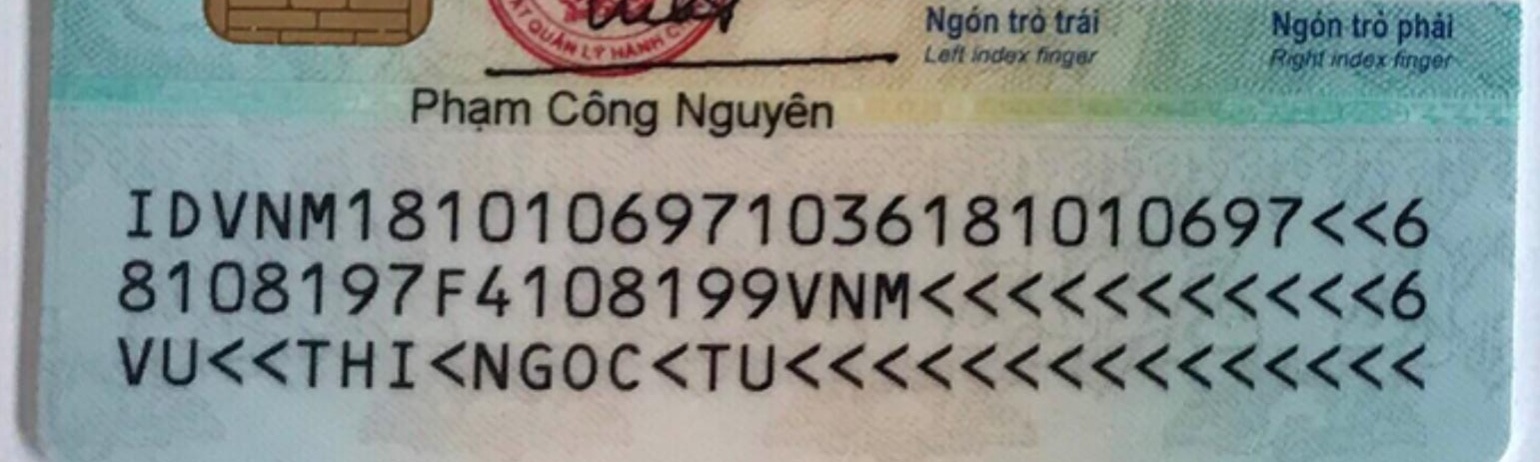 Ngón trỏ trái
Left index finger
Ngón trỏ phải
Right index finger
QUẢN LÝ HÀNH C
Phạm Công Nguyên
IDVNM1810106971036181010697<<6
8108197F4108199VNM<<<<<<<<<<<6
VU<<THI<NGOC<TU<<<<<<<<<<<<<<<